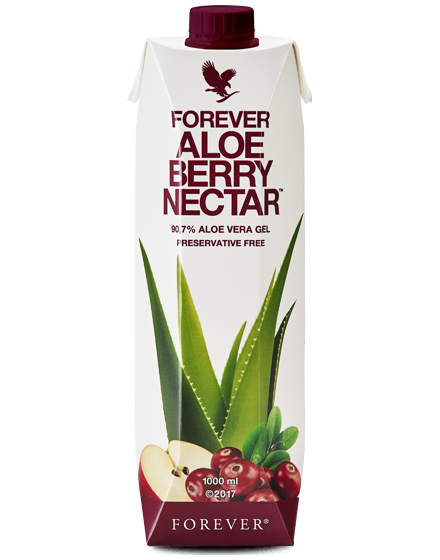 FOREVER
ALOE
BERRY
NECTAR™
90,7% ALOE VERA GEL
PRESERVATIVE FREE
1000 ml
©2017
FOREVER®